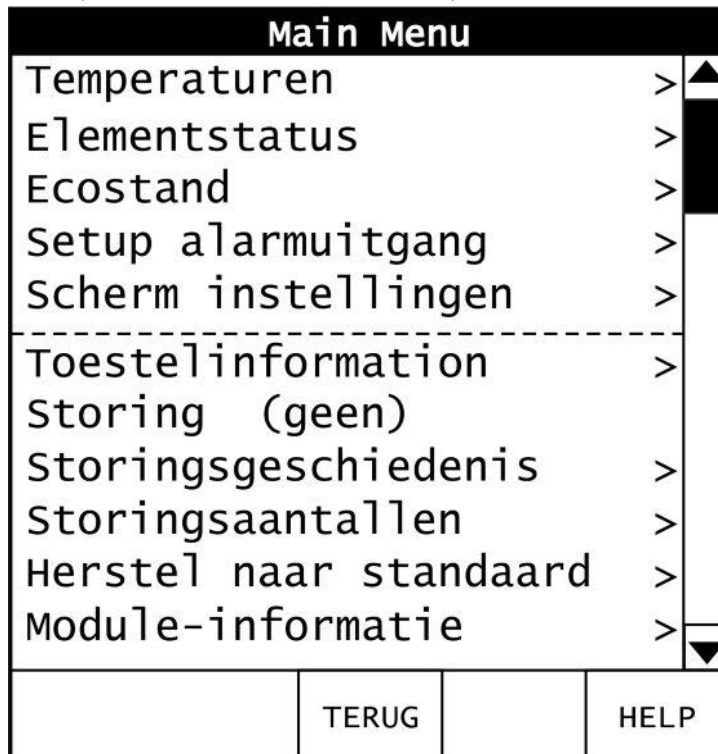 Main Menu
Temperaturen >
Elementstatus >
Ecostand >
Setup alarmuitgang >
Scherm instellingen >
Toestelinformation >
Storing (geen)
Storingsgeschiedenis >
Storingsaantallen >
Herstel naar standaard >
Module-informatie >
TERUG HELP